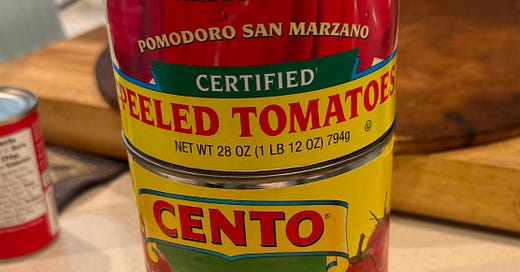 POMODORO SAN MARZANO
CERTIFIED
PEELED TOMATOES
NET WT 28 OZ (1 LB 12 OZ) 794g
CENTO®